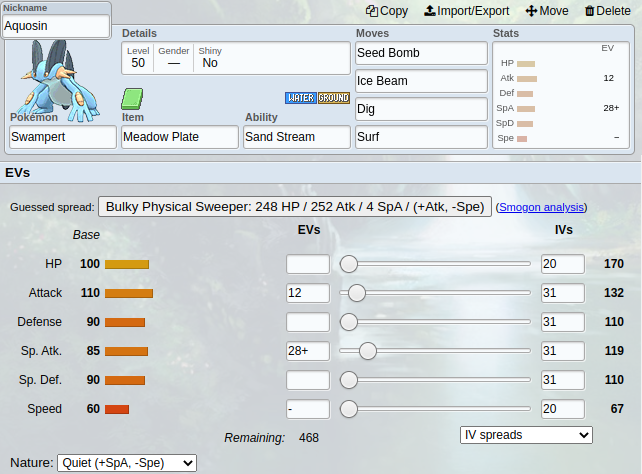 Nickname
Aquosin
Copy Import/Export Move Delete
Details
Level Gender Shiny
50 — No
WATER GROUND
Pokémon Item Ability
Swampert Meadow Plate Sand Stream
Moves
Seed Bomb
Ice Beam
Dig
Surf
Stats
EV
HP
Atk 12
Def
SpA 28+
SpD
Spe −
EVs
Guessed spread: Bulky Physical Sweeper: 248 HP / 252 Atk / 4 SpA / (+Atk, -Spe) (Smogon analysis)
Base EVs IVs
HP 100 20 170
Attack 110 12 31 132
Defense 90 31 110
Sp. Atk. 85 28+ 31 119
Sp. Def. 90 31 110
Speed 60 - 20 67
Remaining: 468 IV spreads
Nature: Quiet (+SpA, -Spe)